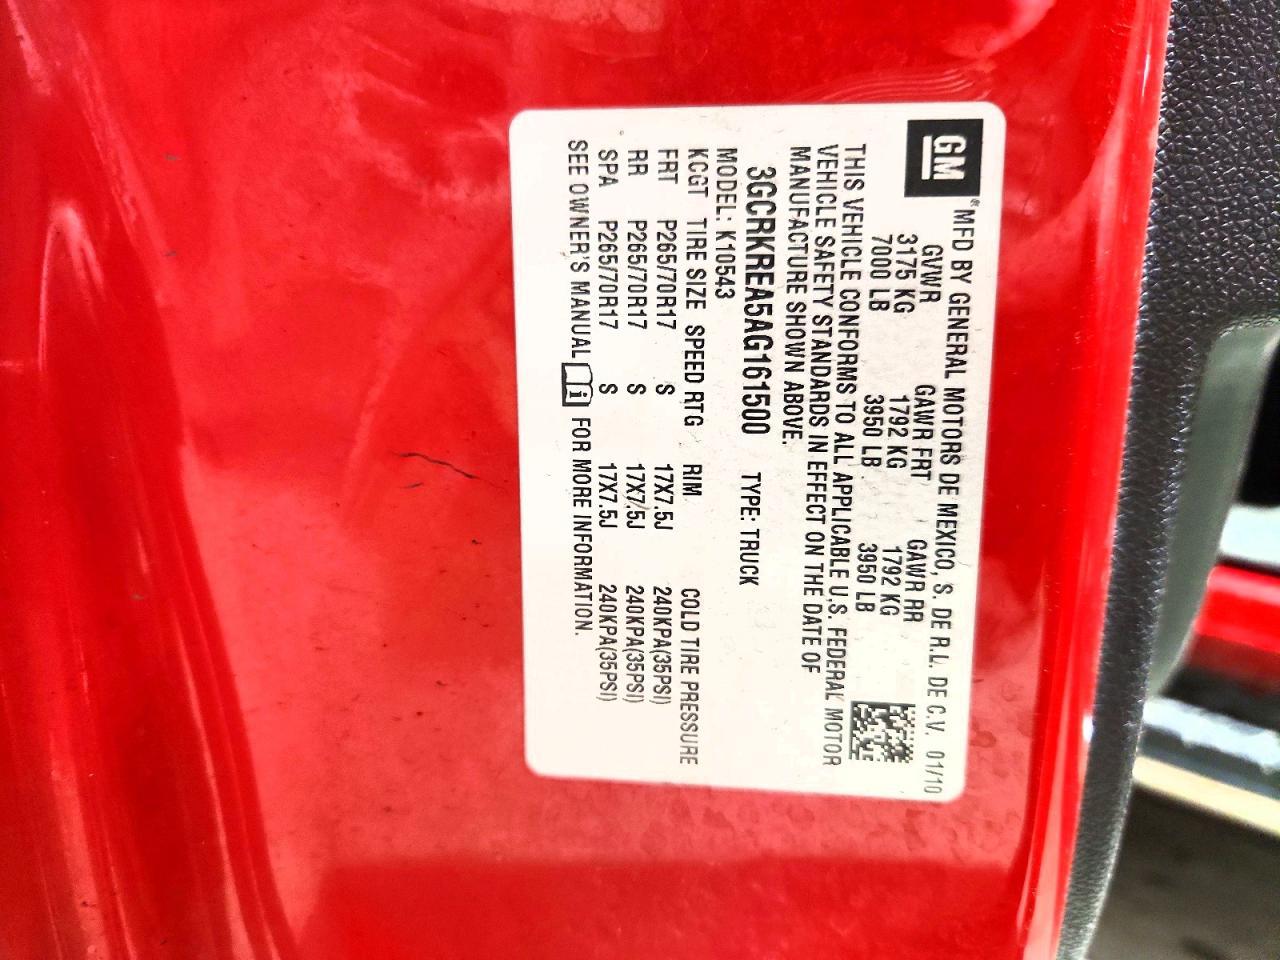 GM ® MFD BY GENERAL MOTORS DE MEXICO, S. DE R.L. DE C.V. 01/10
GVWR GAWR FRT GAWR RR
3175 KG 1792 KG 1792 KG
7000 LB 3950 LB 3950 LB
THIS VEHICLE CONFORMS TO ALL APPLICABLE U.S. FEDERAL MOTOR
VEHICLE SAFETY STANDARDS IN EFFECT ON THE DATE OF
MANUFACTURE SHOWN ABOVE.
3GCRKREA5AG161500 TYPE: TRUCK
MODEL: K10543
KCGT TIRE SIZE SPEED RTG RIM COLD TIRE PRESSURE
FRT P265/70R17 S 17X7.5J 240KPA(35PSI)
RR P265/70R17 S 17X7.5J 240KPA(35PSI)
SPA P265/70R17 S 17X7.5J 240KPA(35PSI)
SEE OWNER'S MANUAL i FOR MORE INFORMATION.